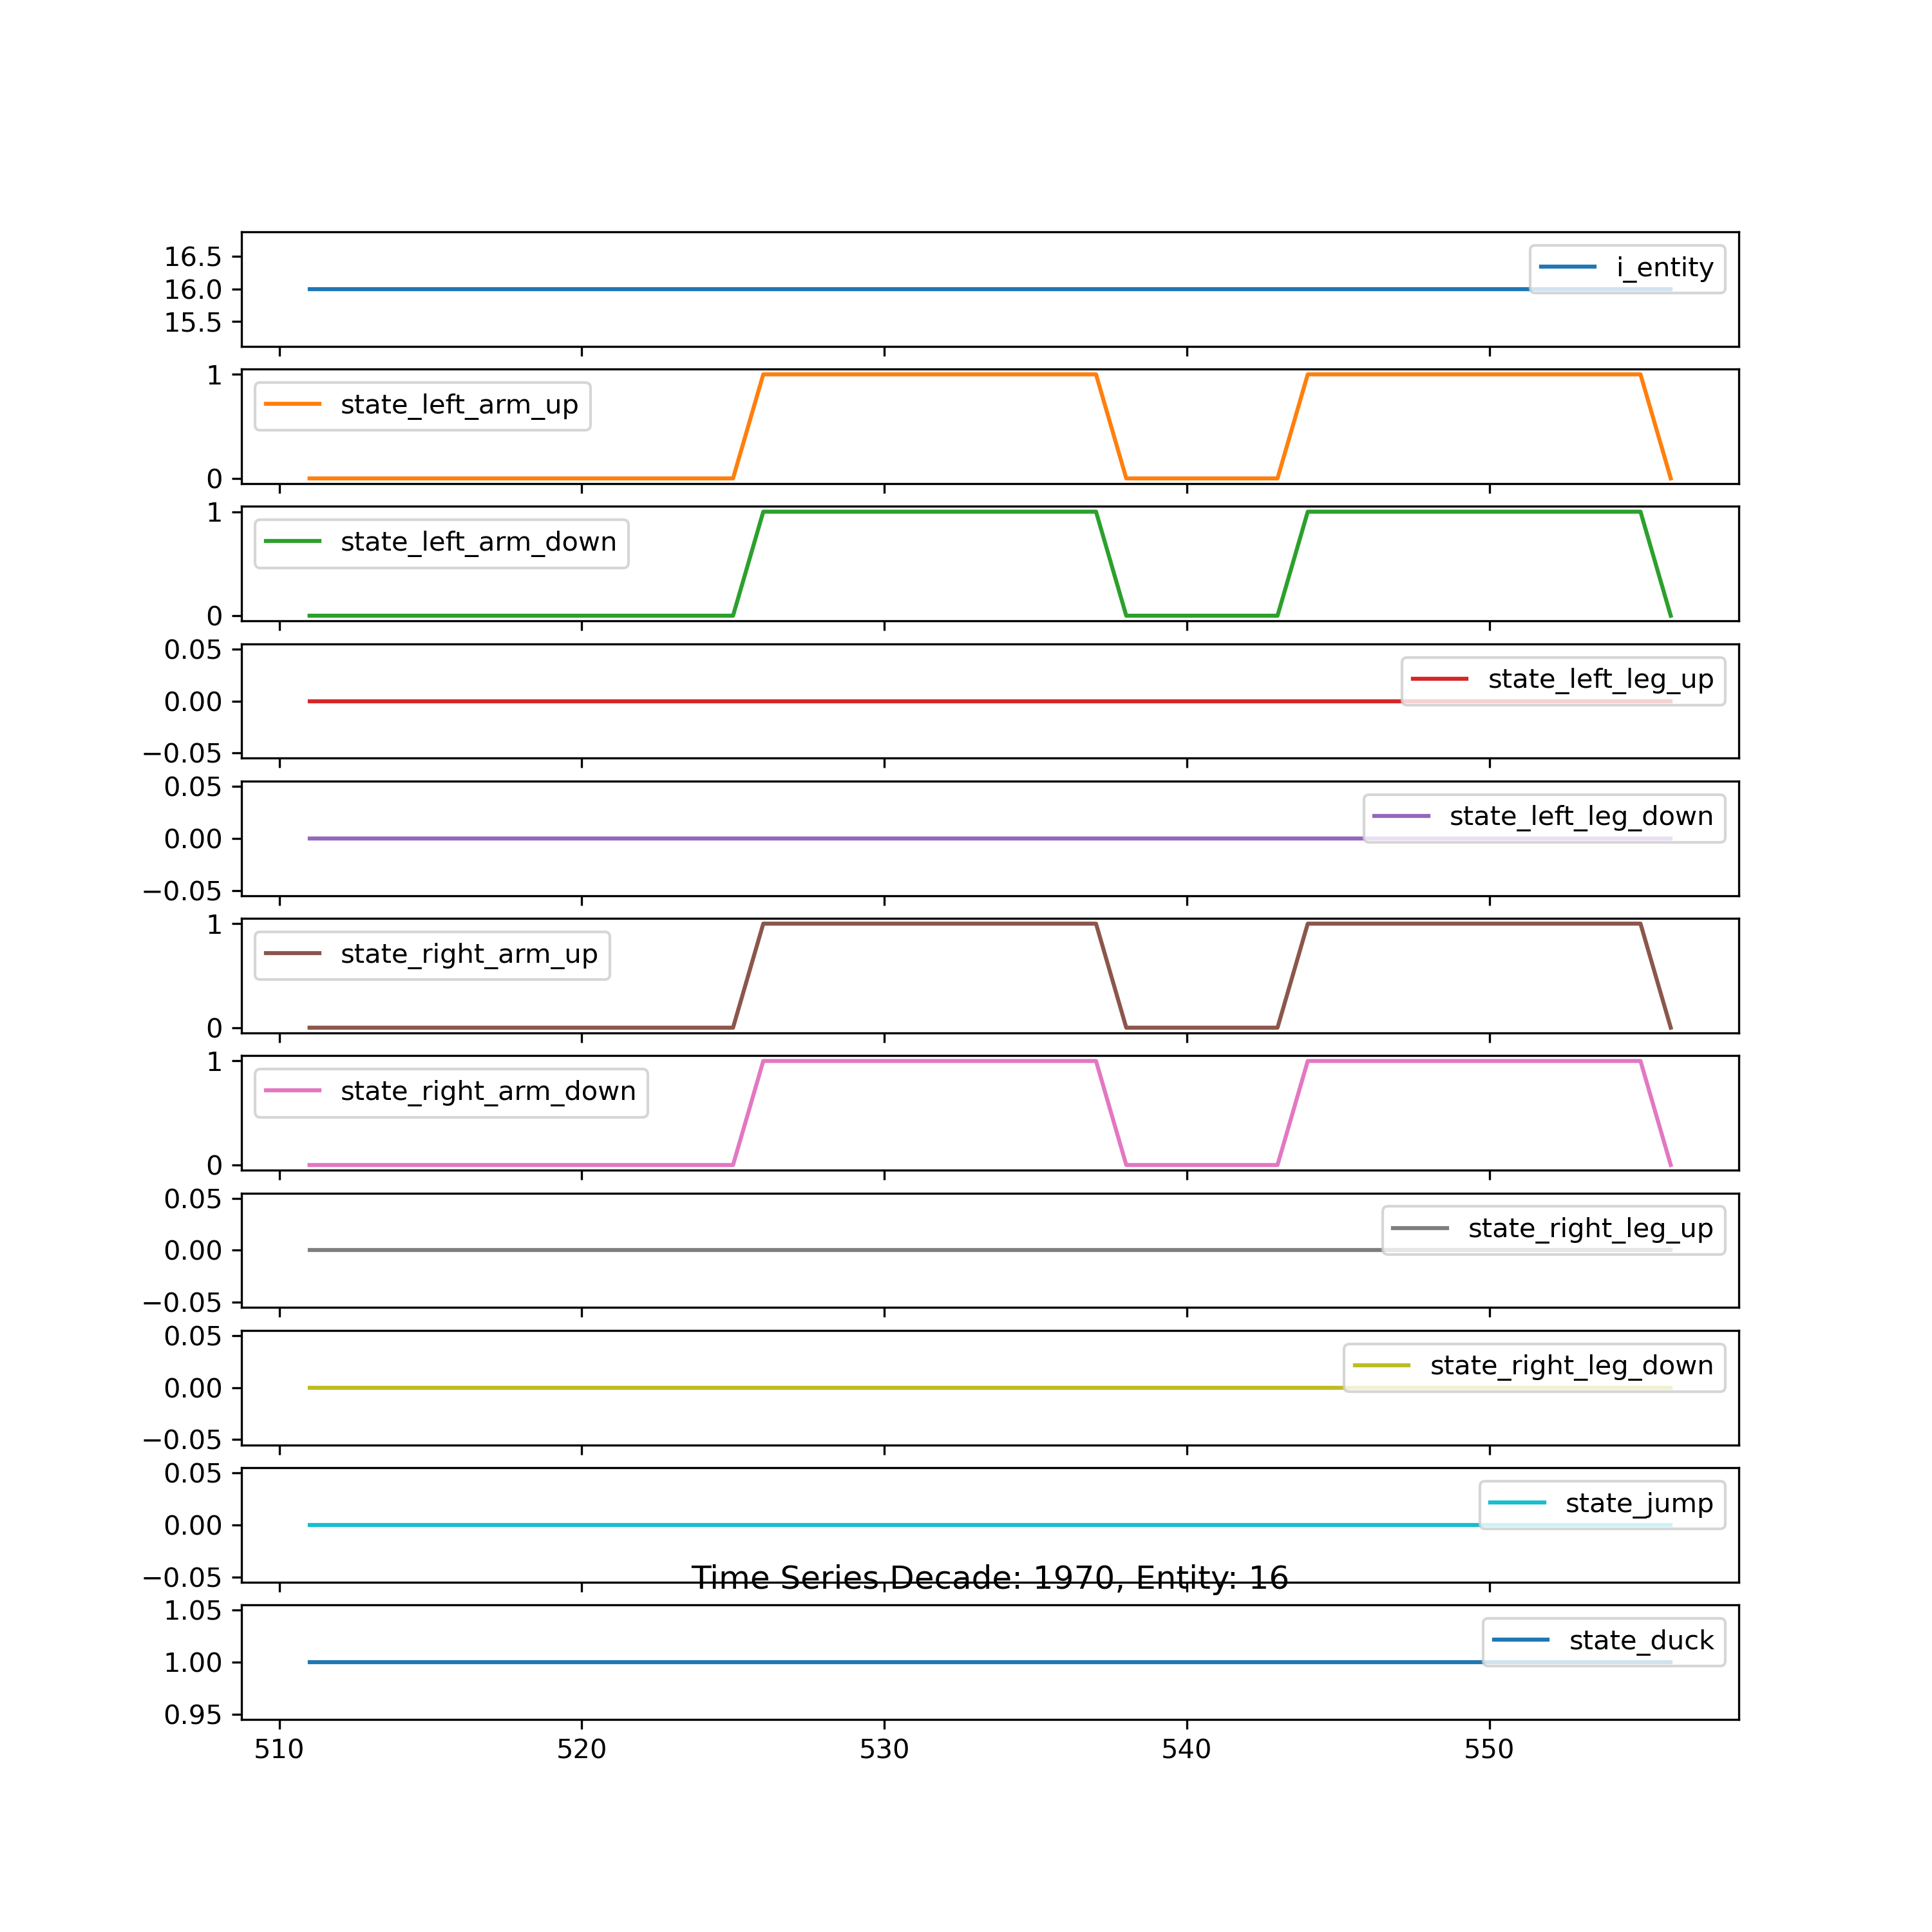 16.5
i_entity
16.0
15.5
1
state_left_arm_up
0
1
state_left_arm_down
0
0.05
state_left_leg_up
0.00
−0.05
0.05
state_left_leg_down
0.00
−0.05
1
state_right_arm_up
0
1
state_right_arm_down
0
0.05
state_right_leg_up
0.00
−0.05
0.05
state_right_leg_down
0.00
−0.05
0.05
state_jump
0.00
−0.05
Time Series Decade: 1970, Entity: 16
1.05
state_duck
1.00
0.95
510 520 530 540 550